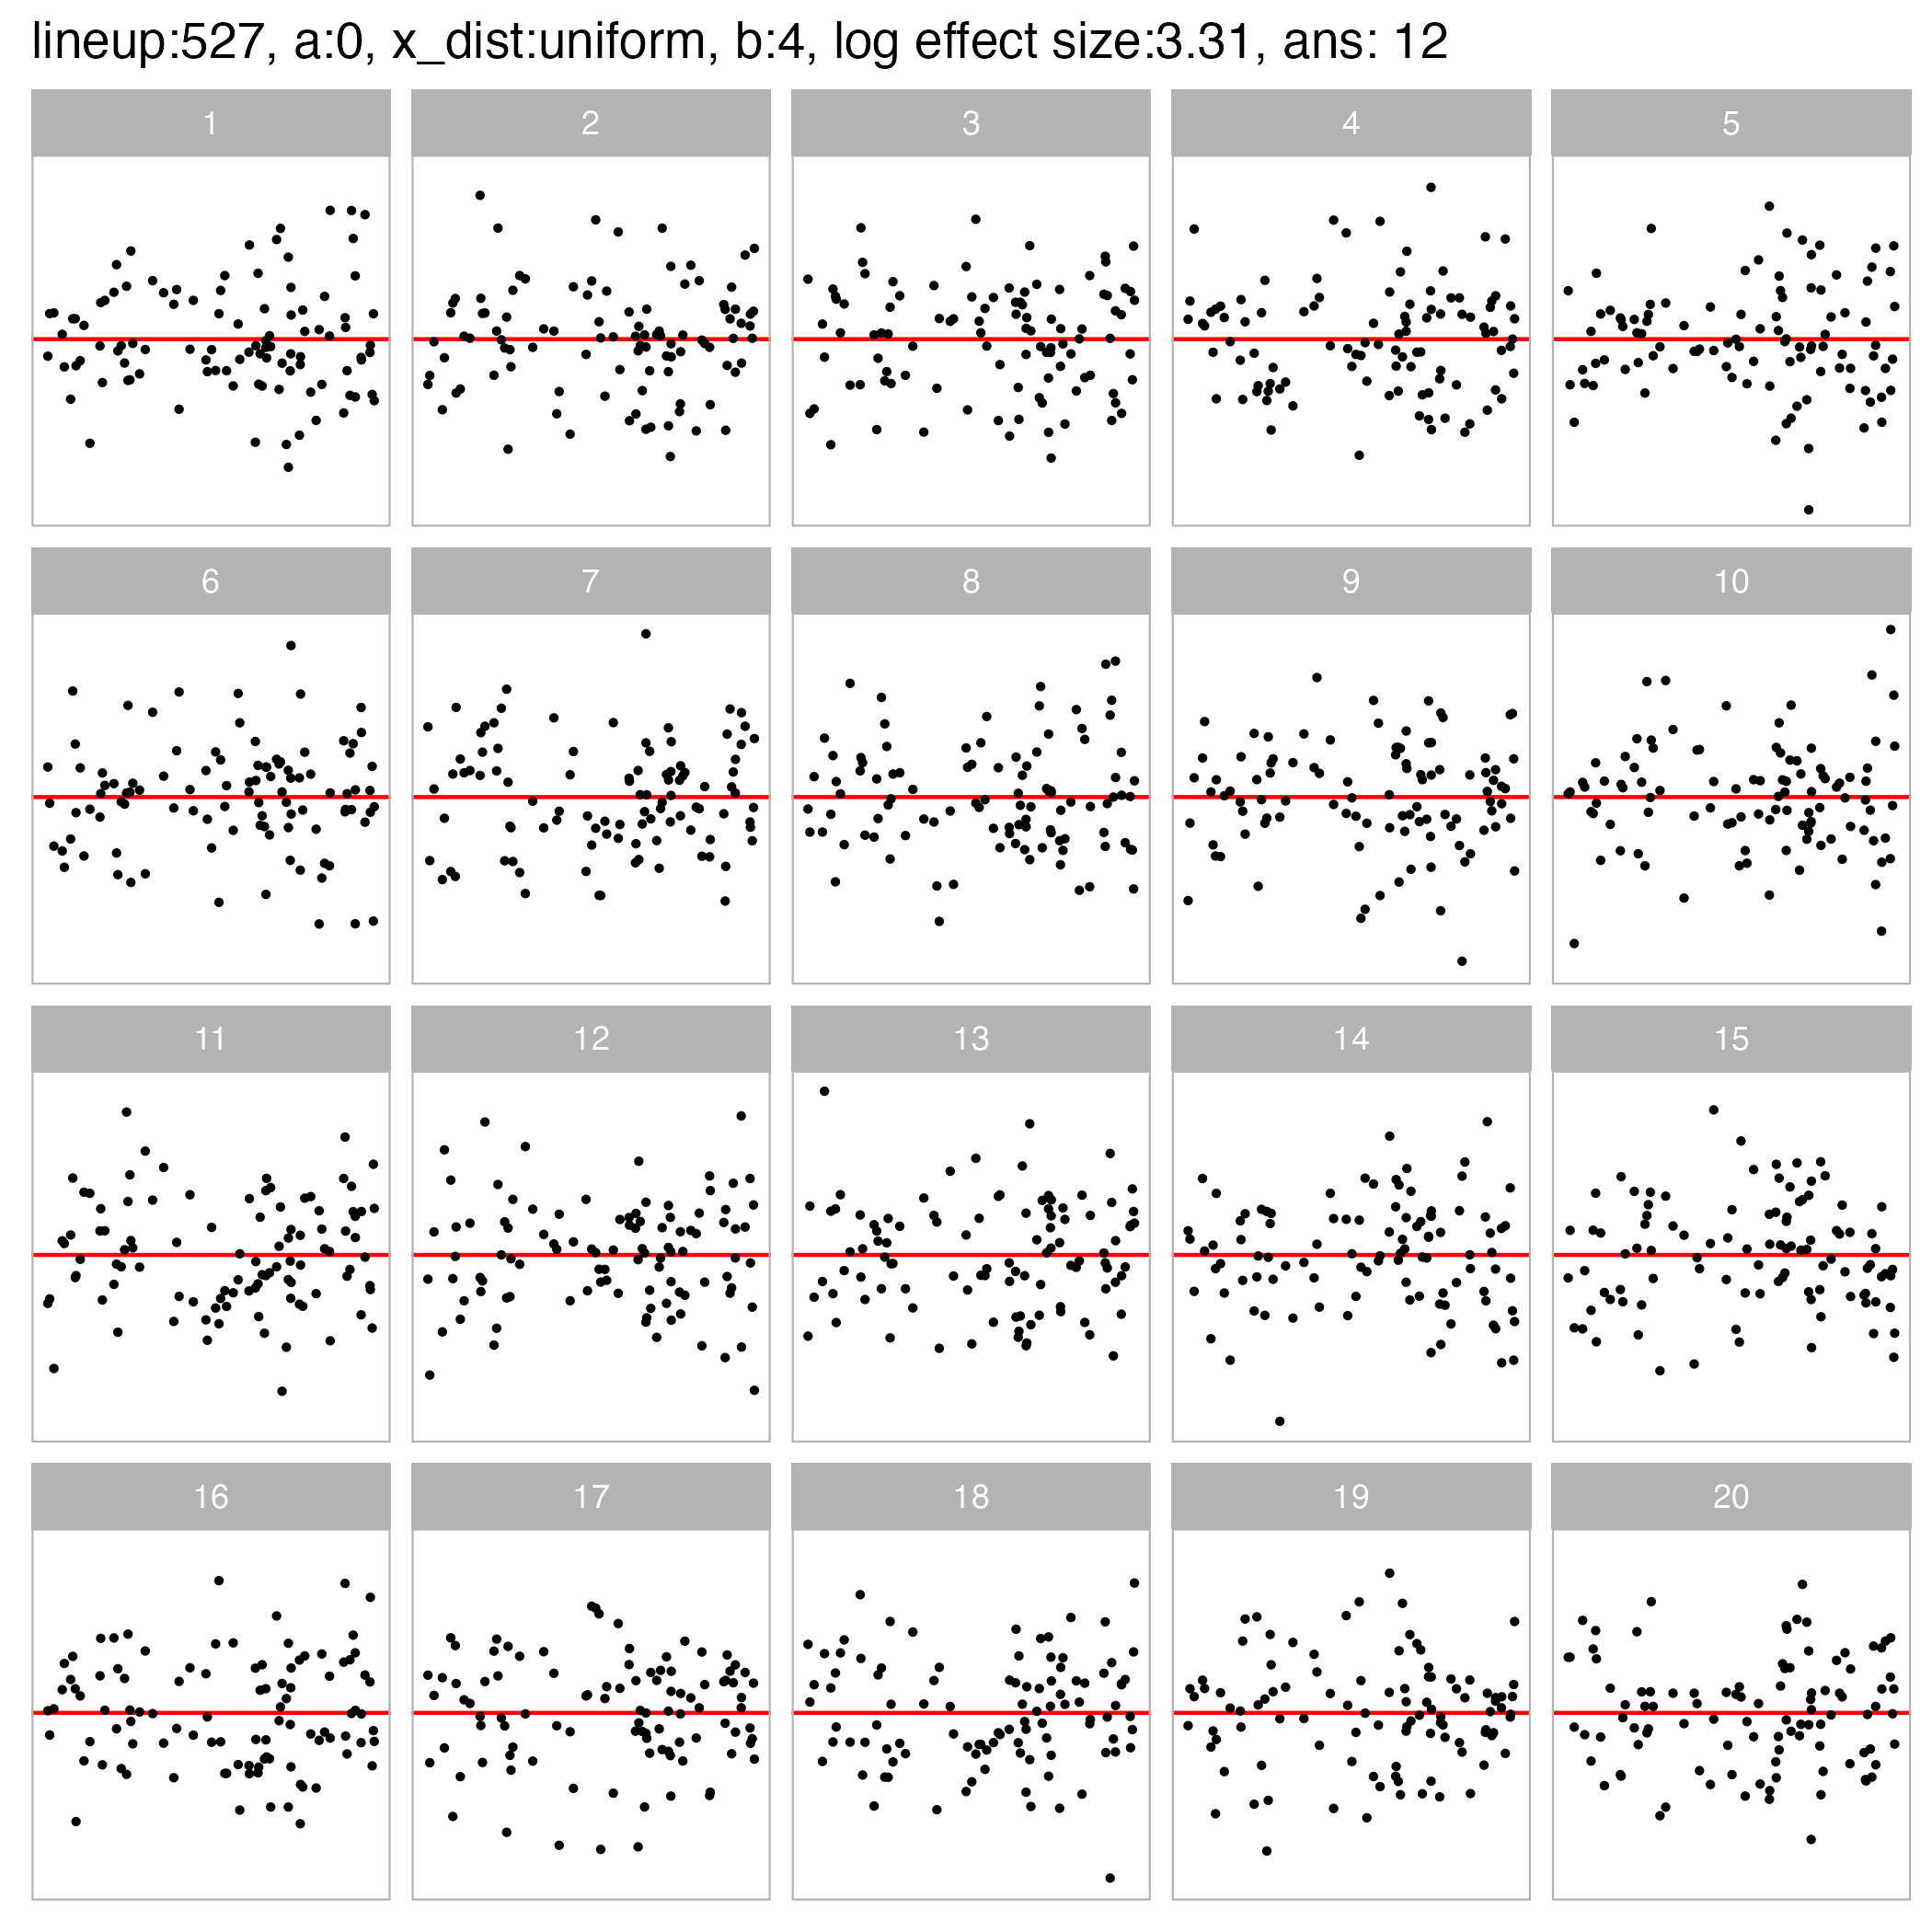 lineup:527, a:0, x_dist:uniform, b:4, log effect size:3.31, ans: 12
1 2 3 4 5
6 7 8 9 10
11 12 13 14 15
16 17 18 19 20